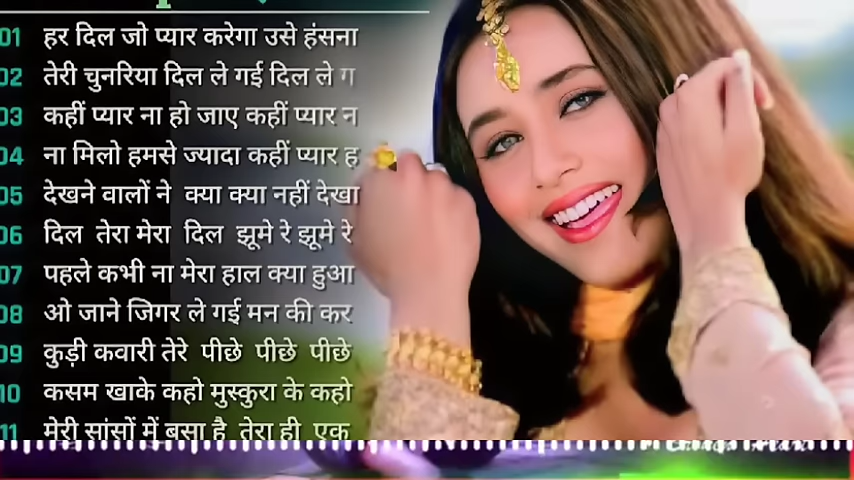 01 हर दिल जो प्यार करेगा उसे हंसना
02 तेरी चुनरिया दिल ले गई दिल ले ग
03 कहीं प्यार ना हो जाए कहीं प्यार न
04 ना मिलो हमसे ज्यादा कहीं प्यार ह
05 देखने वालों ने क्या क्या नहीं देखा
06 दिल तेरा मेरा दिल झूमे रे झूमे रे
07 पहले कभी ना मेरा हाल क्या हुआ
08 ओ जाने जिगर ले गई मन की कर
09 कुड़ी कवारी तेरे पीछे पीछे पीछे
10 कसम खाके कहो मुस्कुरा के कहो
11 मेरी सांसों में बसा है तेरा ही एक